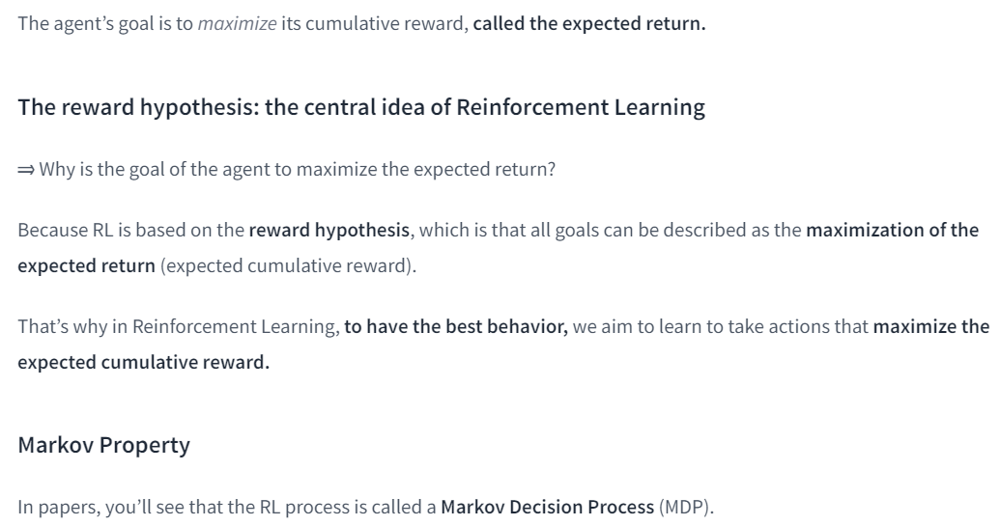 The agent’s goal is to maximize its cumulative reward, called the expected return.
The reward hypothesis: the central idea of Reinforcement Learning
⇒ Why is the goal of the agent to maximize the expected return?
Because RL is based on the reward hypothesis, which is that all goals can be described as the maximization of the
expected return (expected cumulative reward).
That’s why in Reinforcement Learning, to have the best behavior, we aim to learn to take actions that maximize the
expected cumulative reward.
Markov Property
In papers, you’ll see that the RL process is called a Markov Decision Process (MDP).